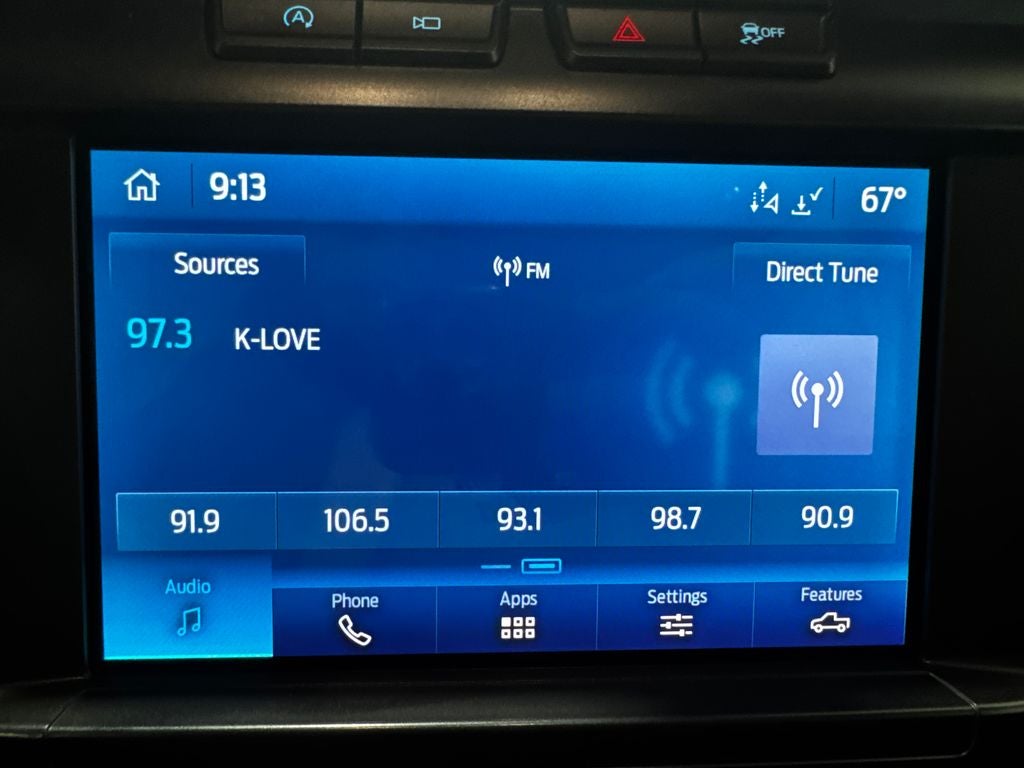 A
OFF
9:13
67°
Sources
FM
Direct Tune
97.3 K-LOVE
91.9 106.5 93.1 98.7 90.9
Audio Phone Apps Settings Features